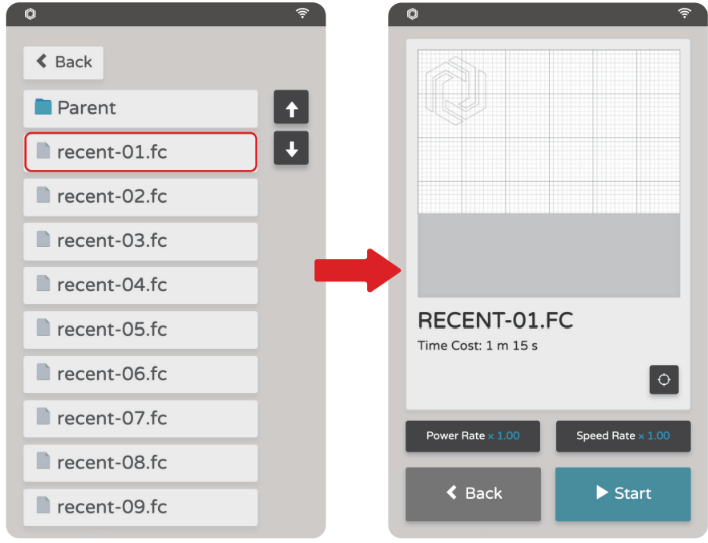 Back
Parent
recent-01.fc
recent-02.fc
recent-03.fc
recent-04.fc
recent-05.fc
recent-06.fc
recent-07.fc
recent-08.fc
recent-09.fc
RECENT-01.FC
Time Cost: 1 m 15 s
Power Rate x 1.00 Speed Rate x 1.00
Back Start